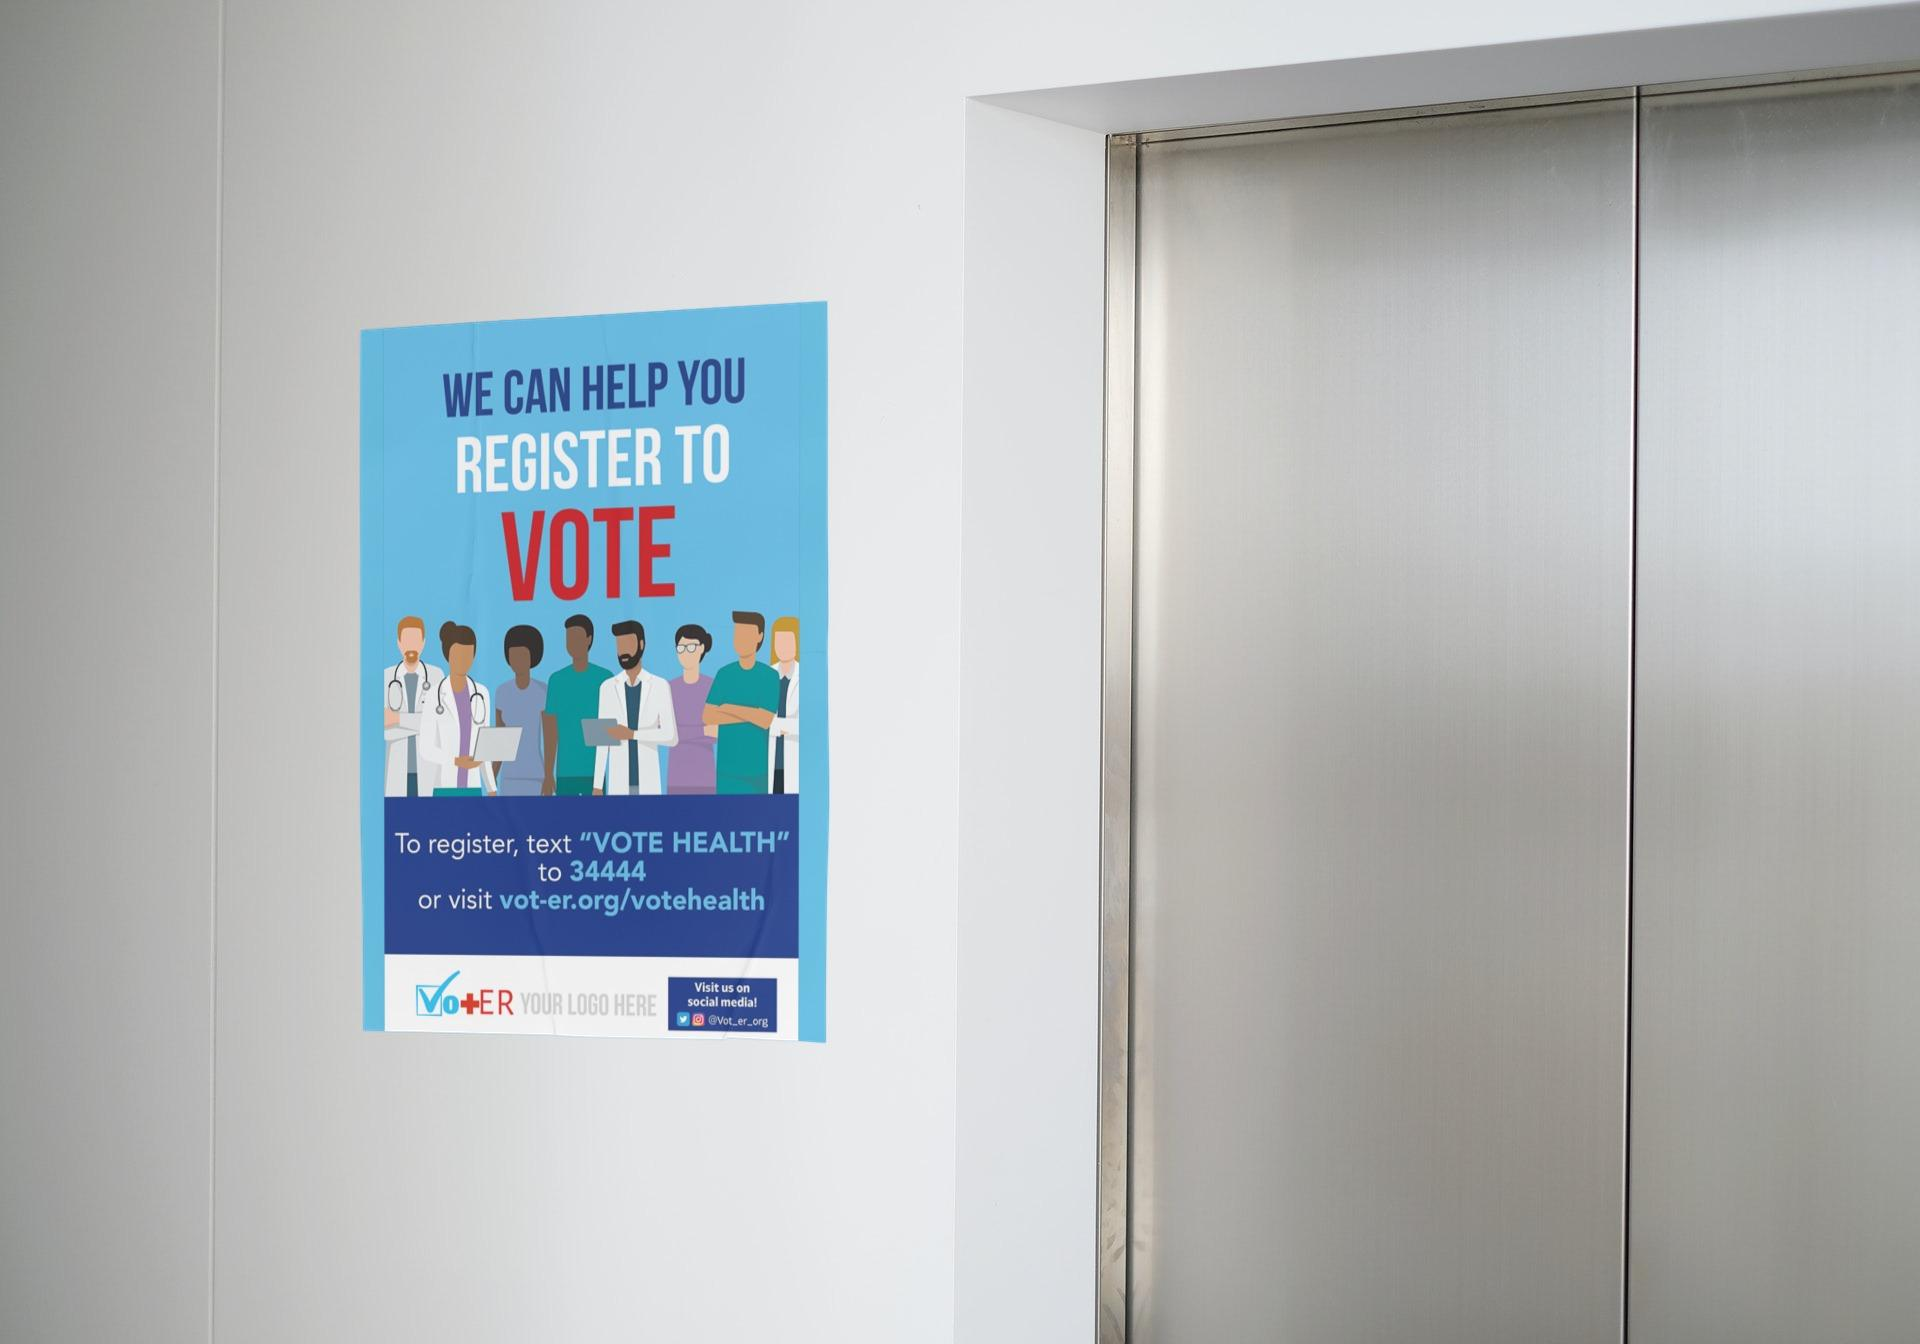 WE CAN HELP YOU
REGISTER TO
VOTE
To register, text “VOTE HEALTH”
to 34444
or visit vot-er.org/votehealth
Vot+ER YOUR LOGO HERE
Visit us on
social media!
@Vot_er_org